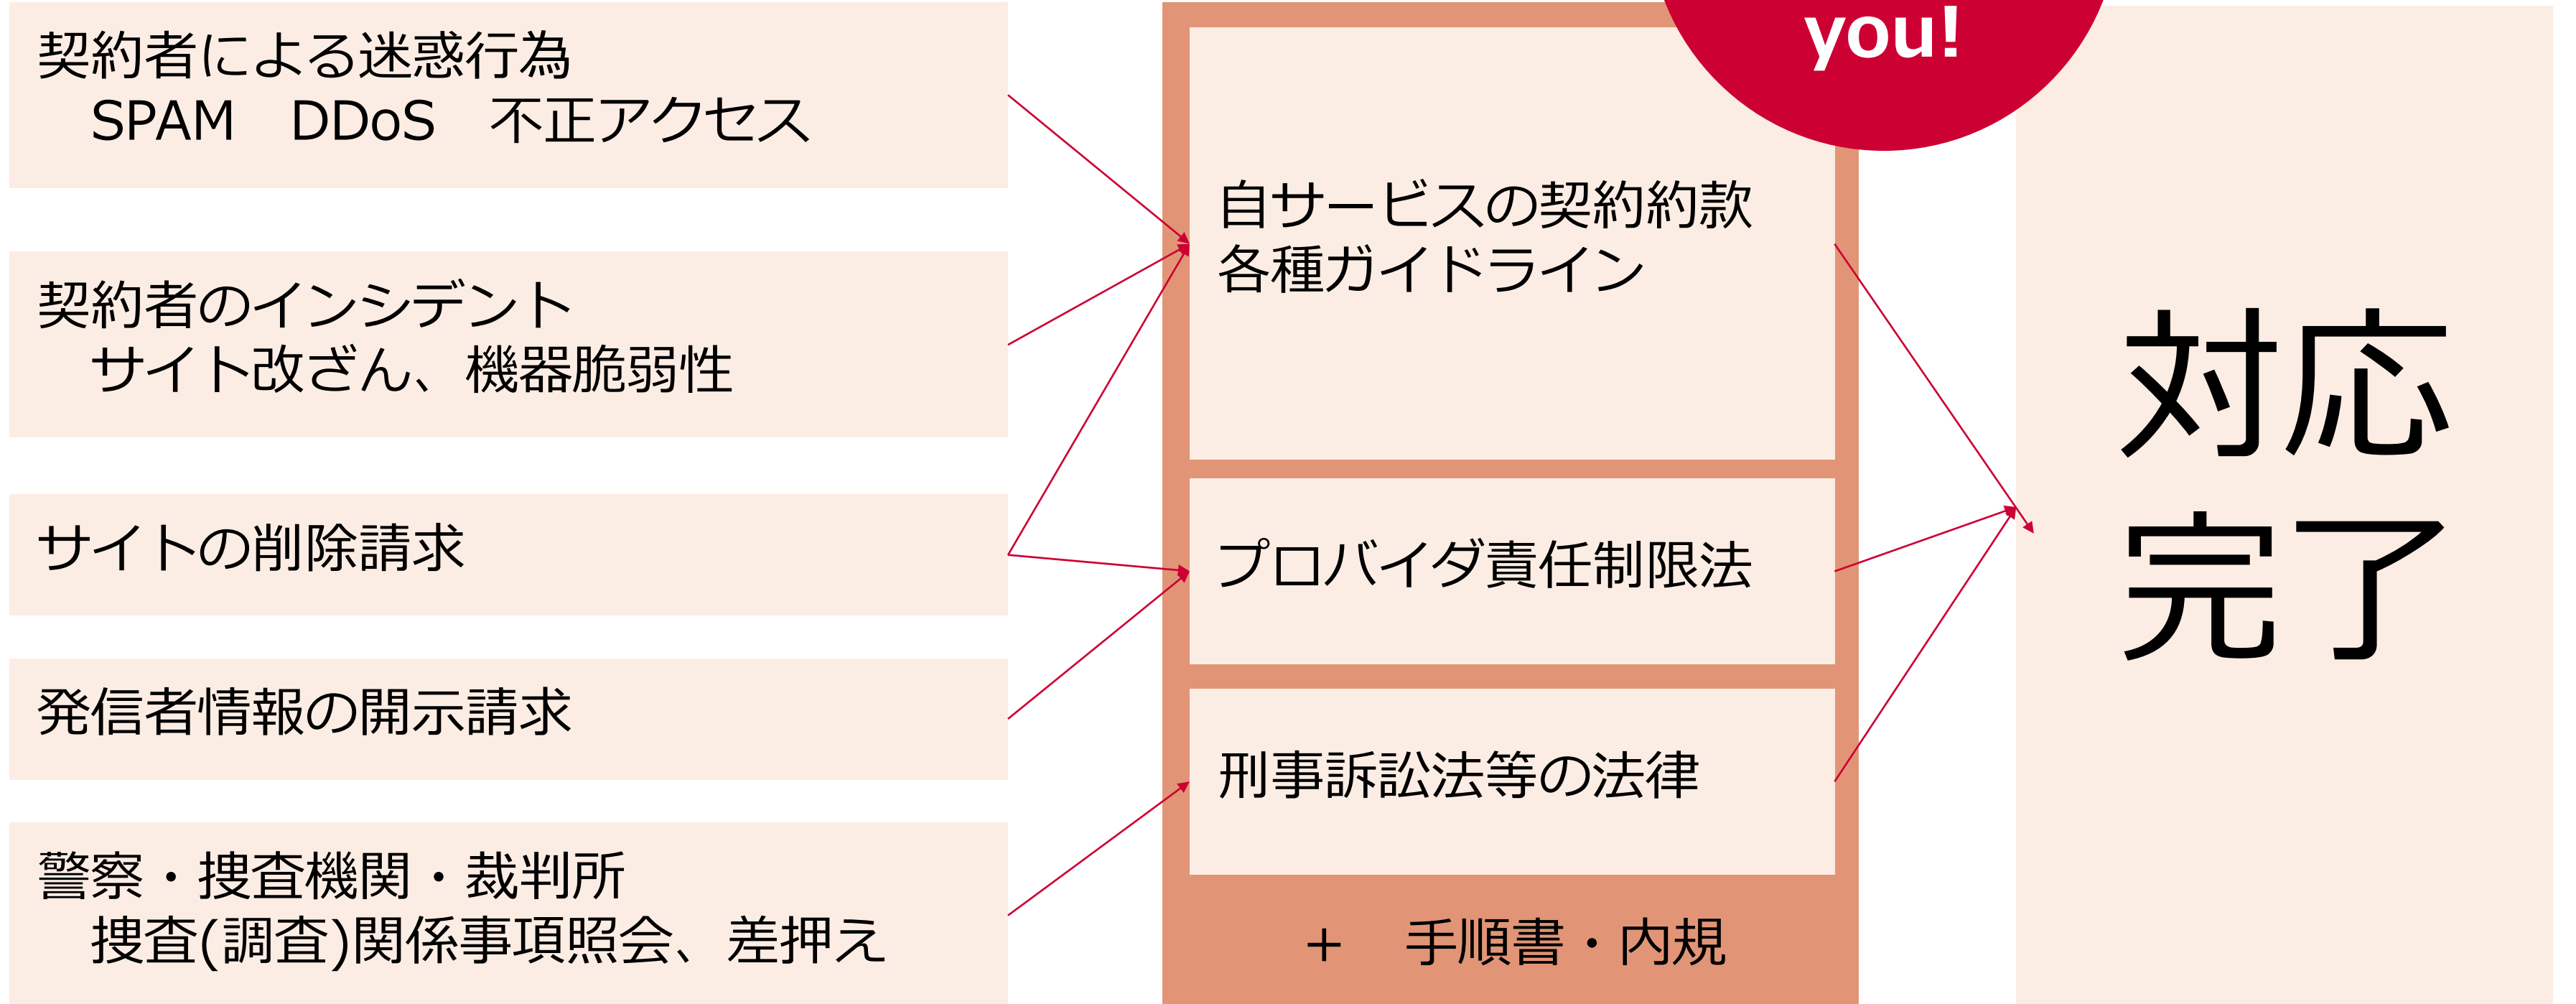 契約者による迷惑行為
SPAM DDoS 不正アクセス
契約者のインシデント
サイト改ざん、機器脆弱性
サイトの削除請求
発信者情報の開示請求
警察・捜査機関・裁判所
捜査(調査)関係事項照会、差押え
you!
自サービスの契約約款
各種ガイドライン
プロバイダ責任制限法
刑事訴訟法等の法律
+ 手順書・内規
対応
完了